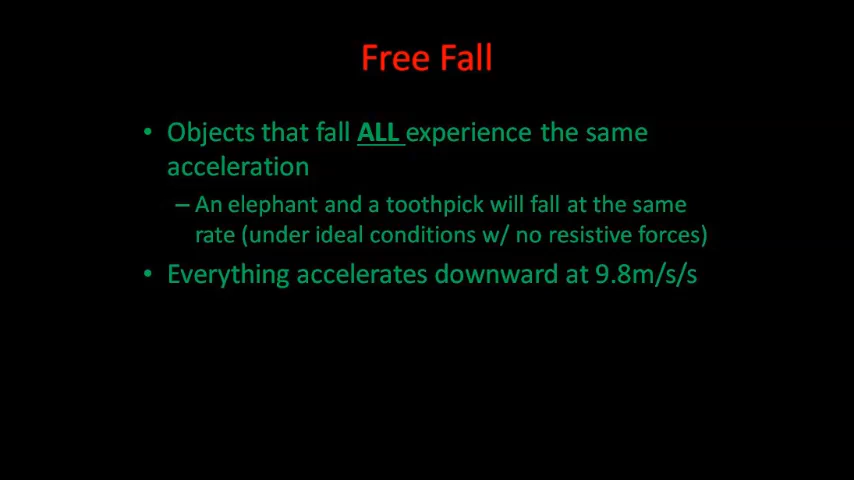 Free Fall
• Objects that fall ALL experience the same
acceleration
– An elephant and a toothpick will fall at the same
rate (under ideal conditions w/ no resistive forces)
• Everything accelerates downward at 9.8m/s/s